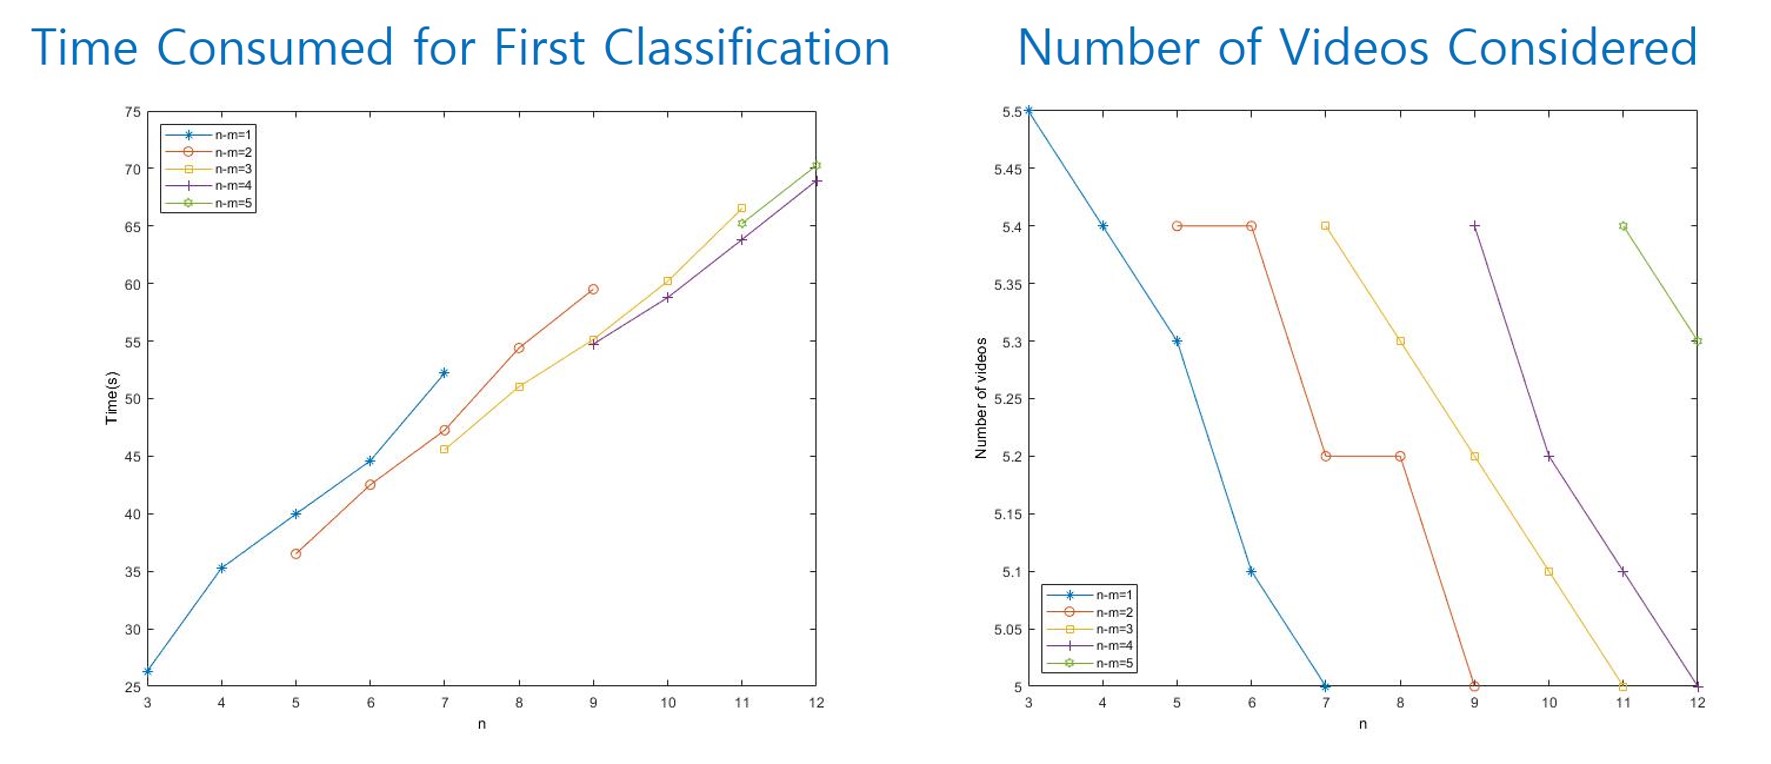 Time Consumed for First Classification
75
70
65
60
55
50
45
40
35
30
25
Time(s)
n-m=1
n-m=2
n-m=3
n-m=4
n-m=5
3 4 5 6 7 8 9 10 11 12
n
Number of Videos Considered
5.5
5.45
5.4
5.35
5.3
5.25
5.2
5.15
5.1
5.05
5
Number of videos
n-m=1
n-m=2
n-m=3
n-m=4
n-m=5
3 4 5 6 7 8 9 10 11 12
n